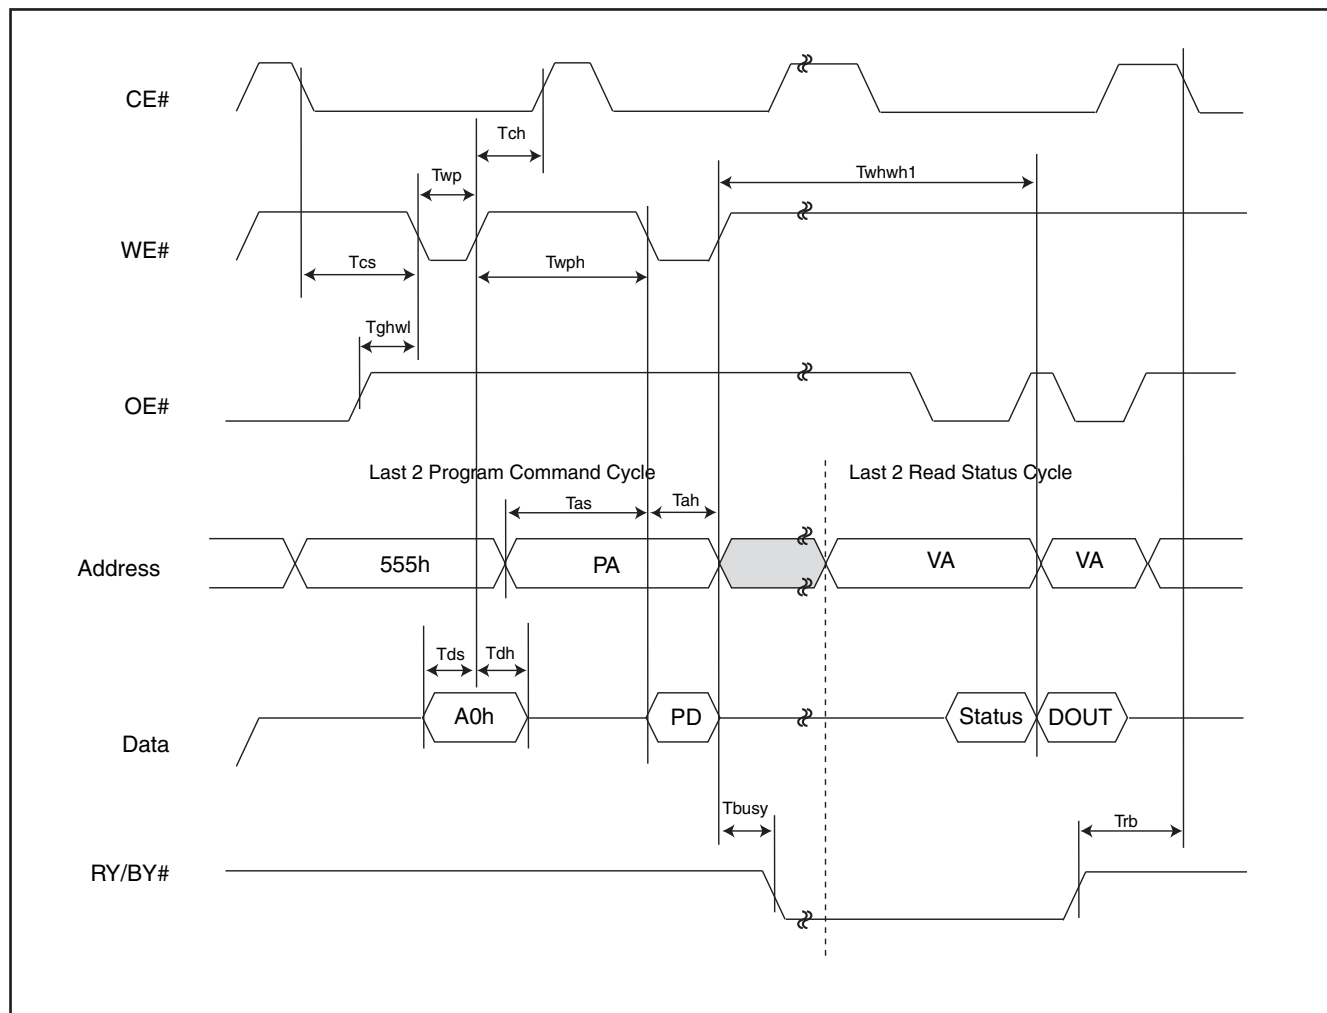 CE#
Tch
Twp
Twhwh1
WE#
Tcs
Twph
Tghwl
OE#
Last 2 Program Command Cycle
Last 2 Read Status Cycle
Tas
Tah
Address
555h
PA
VA
VA
Tds
Tdh
Data
A0h
PD
Status
DOUT
Tbusy
Trb
RY/BY#